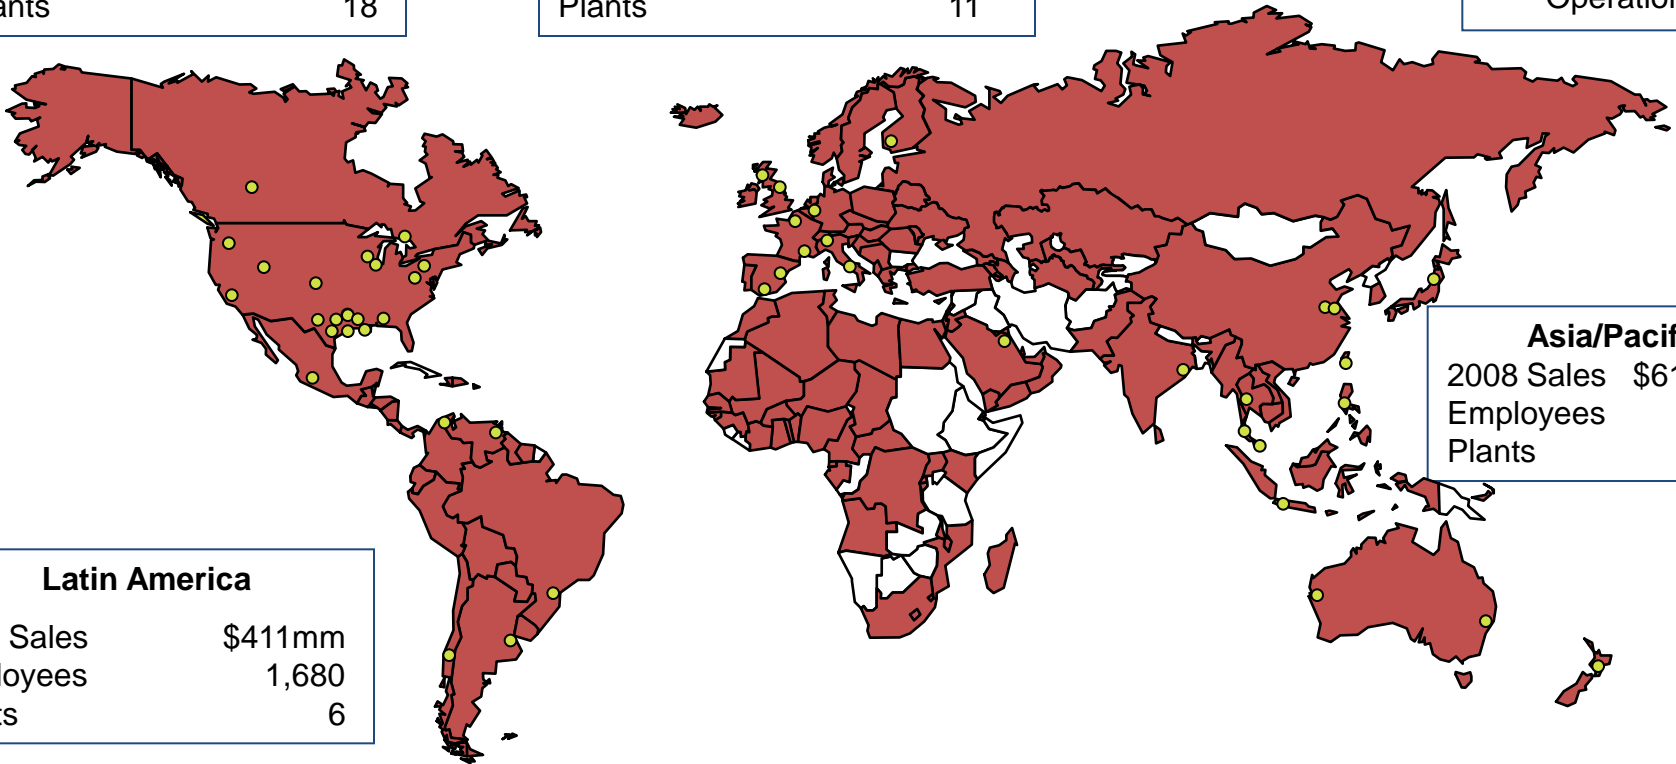 ants 18
Plants 11
Operation
Asia/Pacif
2008 Sales $61
Employees
Plants
Latin America
Sales $411mm
loyees 1,680
ts 6